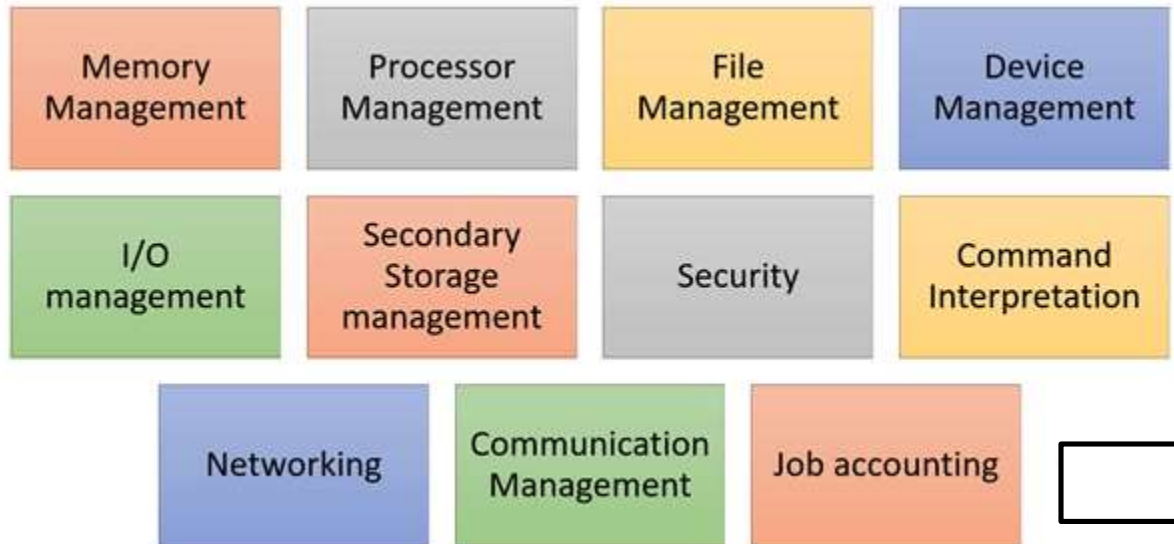 Memory
Management
Processor
Management
File
Management
Device
Management
I/O
management
Secondary
Storage
management
Security
Command
Interpretation
Networking
Communication
Management
Job accounting